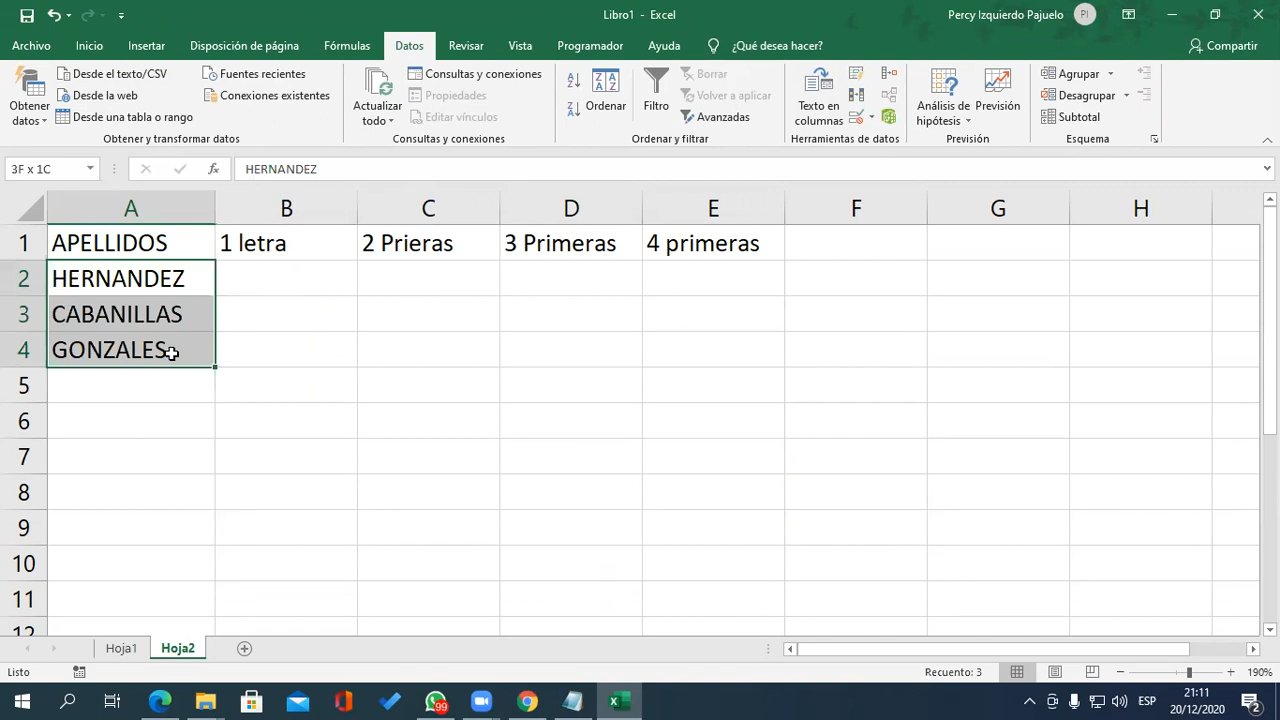 Libro1 - Excel
Percy Izquierdo Pajuelo PI
Archivo Inicio Insertar Disposición de página Fórmulas Datos Revisar Vista Programador Ayuda ¿Qué desea hacer? Compartir
Obtener datos
Desde el texto/CSV
Desde la web
Desde una tabla o rango
Fuentes recientes
Conexiones existentes
Obtener y transformar datos
Actualizar todo
Consultas y conexiones
Propiedades
Editar vínculos
Consultas y conexiones
Ordenar
Filtro
Borrar
Volver a aplicar
Avanzadas
Ordenar y filtrar
Texto en columnas
Herramientas de datos
Análisis de hipótesis
Previsión
Previsión
Agrupar
Desagrupar
Subtotal
Esquema
3F x 1C fx HERNANDEZ
A B C D E F G H
1 APELLIDOS 1 letra 2 Prieras 3 Primeras 4 primeras
2 HERNANDEZ
3 CABANILLAS
4 GONZALES
5
6
7
8
9
10
11
12
Hoja1 Hoja2
Listo Recuento: 3 190%
99 ESP 21:11
20/12/2020 2